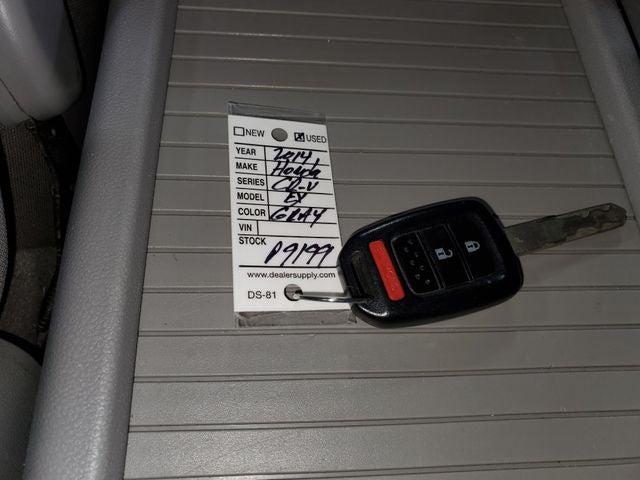 NEW USED
YEAR 2014
MAKE Honda
SERIES CR-V
MODEL EX
COLOR GRAY
VIN
STOCK
P9199
www.dealersupply.com
DS-81